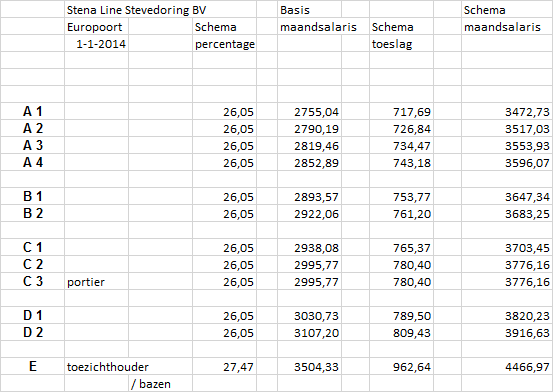 Stena Line Stevedoring BV Basis Schema
Europoort Schema maandsalaris Schema maandsalaris
1-1-2014 percentage toeslag
A 1 26,05 2755,04 717,69 3472,73
A 2 26,05 2790,19 726,84 3517,03
A 3 26,05 2819,46 734,47 3553,93
A 4 26,05 2852,89 743,18 3596,07
B 1 26,05 2893,57 753,77 3647,34
B 2 26,05 2922,06 761,20 3683,25
C 1 26,05 2938,08 765,37 3703,45
C 2 26,05 2995,77 780,40 3776,16
C 3 portier 26,05 2995,77 780,40 3776,16
D 1 26,05 3030,73 789,50 3820,23
D 2 26,05 3107,20 809,43 3916,63
E toezichthouder 27,47 3504,33 962,64 4466,97
/ bazen